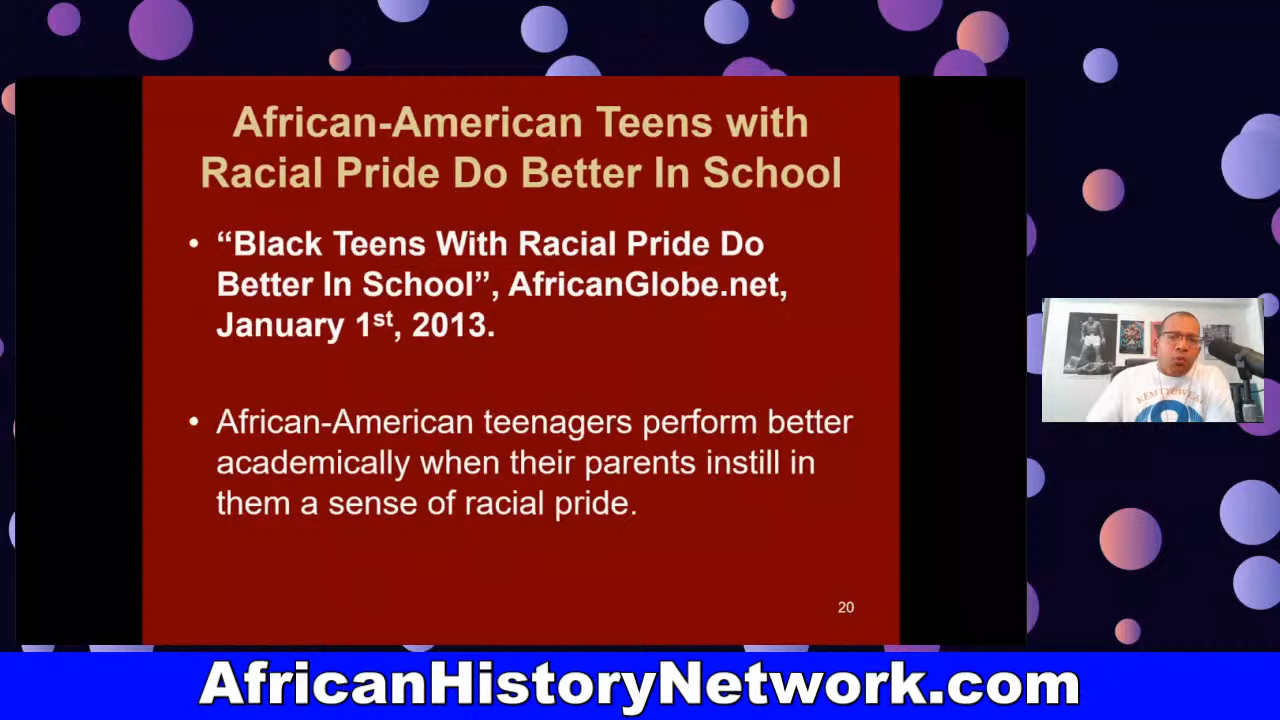 African-American Teens with
Racial Pride Do Better In School
• “Black Teens With Racial Pride Do
Better In School”, AfricanGlobe.net,
January 1st, 2013.
• African-American teenagers perform better
academically when their parents instill in
them a sense of racial pride.
20
AfricanHistoryNetwork.com